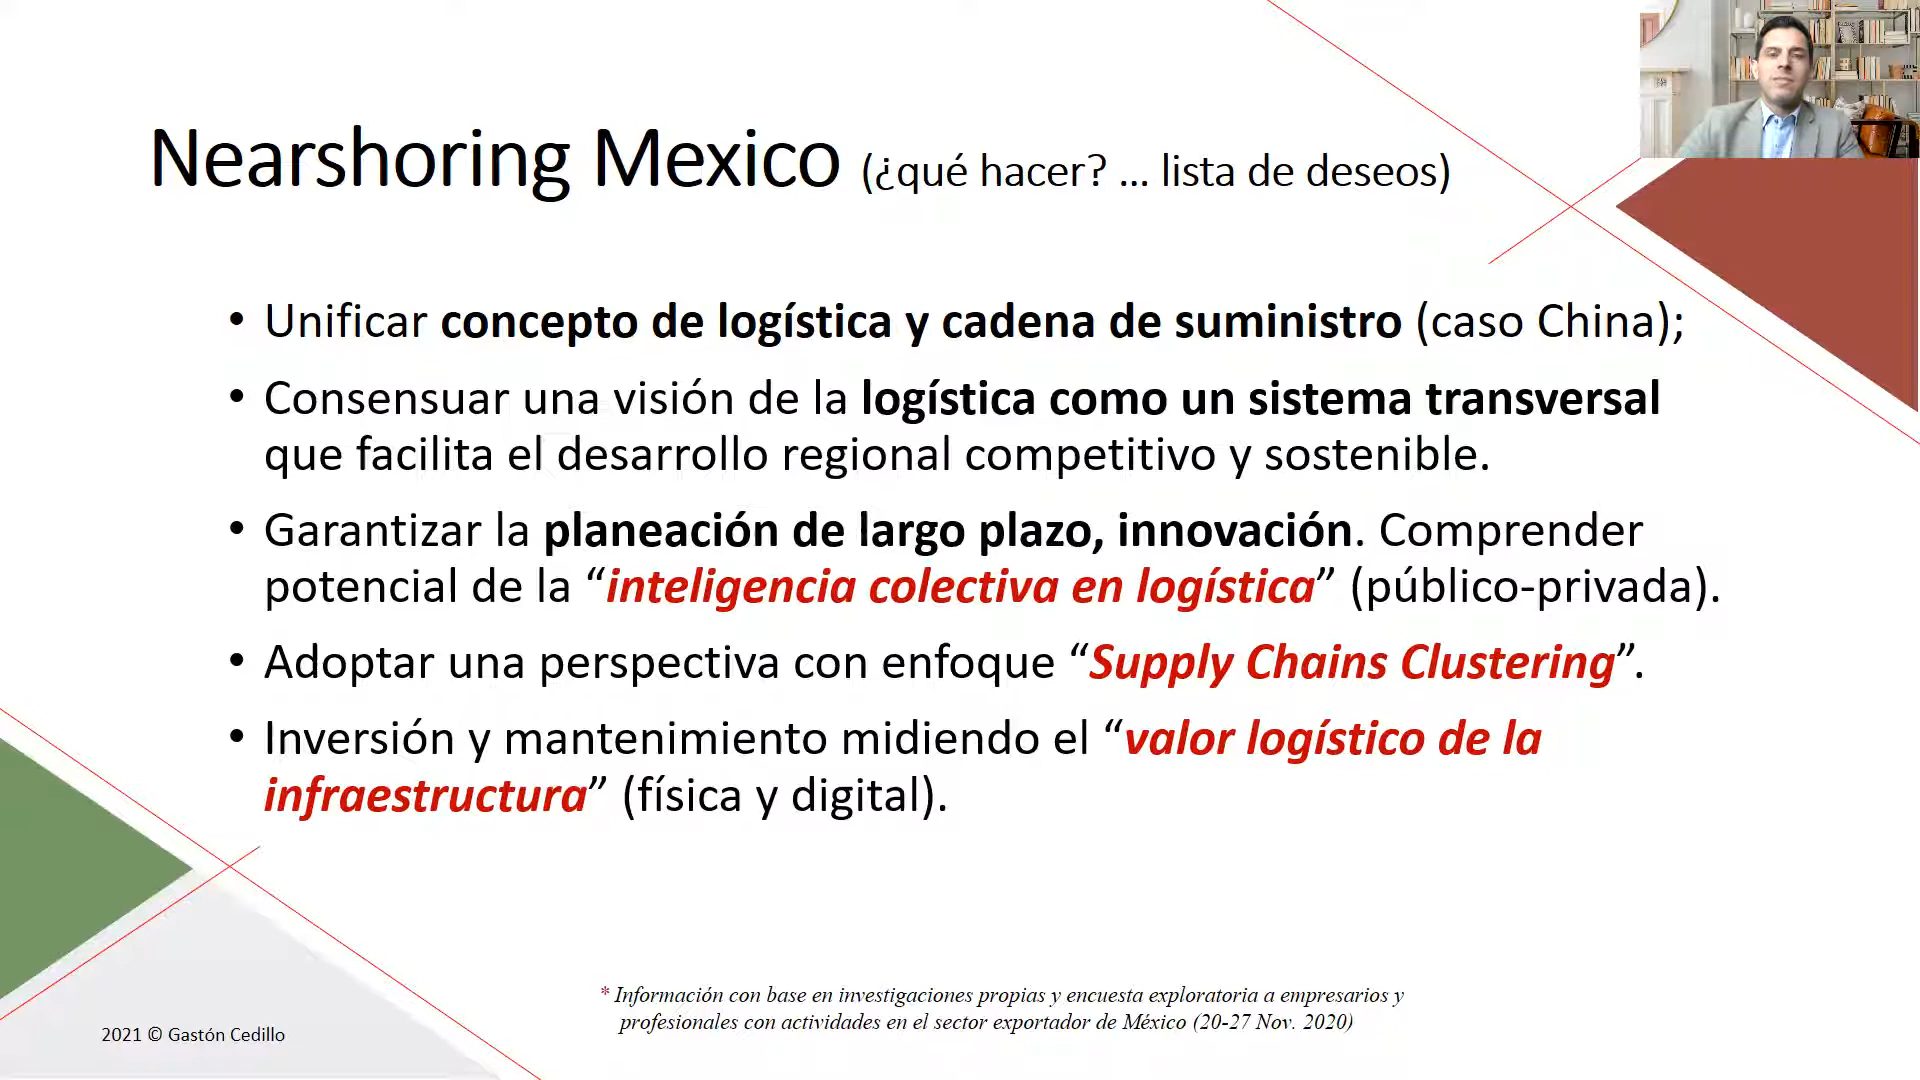 Nearshoring Mexico (¿qué hacer? ... lista de deseos)
• Unificar concepto de logística y cadena de suministro (caso China);
• Consensuar una visión de la logística como un sistema transversal
que facilita el desarrollo regional competitivo y sostenible.
• Garantizar la planeación de largo plazo, innovación. Comprender
potencial de la “inteligencia colectiva en logística” (público-privada).
• Adoptar una perspectiva con enfoque “Supply Chains Clustering”.
• Inversión y mantenimiento midiendo el “valor logístico de la
infraestructura” (física y digital).
* Información con base en investigaciones propias y encuesta exploratoria a empresarios y
profesionales con actividades en el sector exportador de México (20-27 Nov. 2020)
2021 © Gastón Cedillo